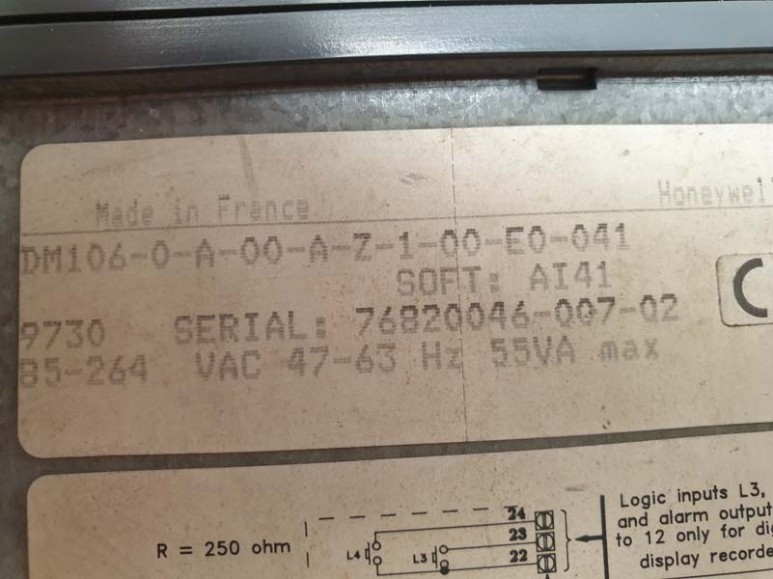 Made in France Honeywell
DM106-0-A-00-A-Z-1-00-E0-041
SOFT: AI41
9730 SERIAL: 76820046-007-02
85-264 VAC 47-63 Hz 55VA max
R = 250 ohm
L4
L3
24
23
22
Logic inputs L3,
and alarm output
to 12 only for dig
display recorde